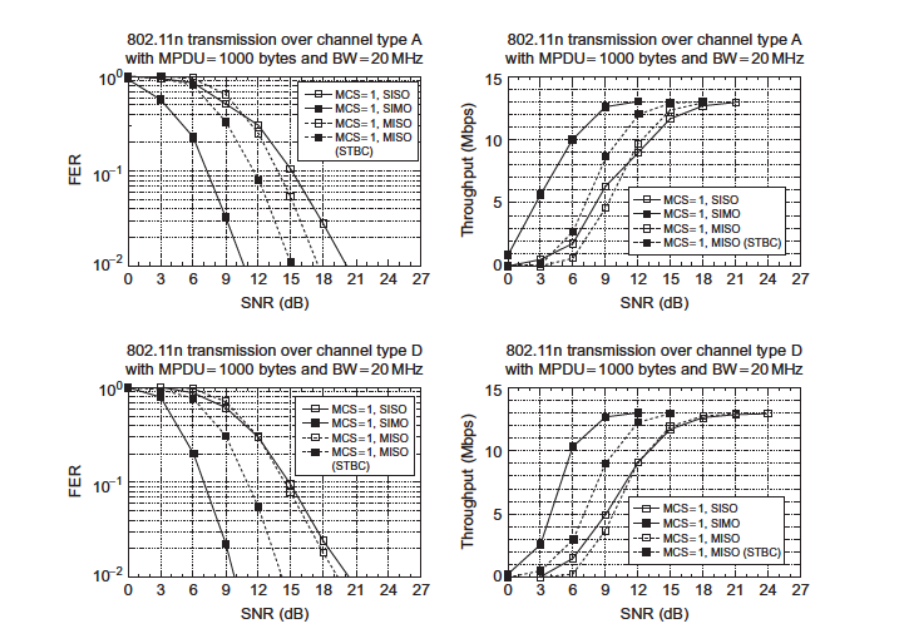 802.11n transmission over channel type A
with MPDU=1000 bytes and BW=20 MHz
10⁰
10⁻¹
10⁻²
FER
MCS=1, SISO
MCS=1, SIMO
MCS=1, MISO
MCS=1, MISO
(STBC)
0 3 6 9 12 15 18 21 24 27
SNR (dB)
802.11n transmission over channel type A
with MPDU=1000 bytes and BW=20 MHz
15
10
5
0
Throughput (Mbps)
MCS=1, SISO
MCS=1, SIMO
MCS=1, MISO
MCS=1, MISO (STBC)
0 3 6 9 12 15 18 21 24 27
SNR (dB)
802.11n transmission over channel type D
with MPDU=1000 bytes and BW=20 MHz
10⁰
10⁻¹
10⁻²
FER
MCS=1, SISO
MCS=1, SIMO
MCS=1, MISO
MCS=1, MISO
(STBC)
0 3 6 9 12 15 18 21 24 27
SNR (dB)
802.11n transmission over channel type D
with MPDU=1000 bytes and BW=20 MHz
15
10
5
0
Throughput (Mbps)
MCS=1, SISO
MCS=1, SIMO
MCS=1, MISO
MCS=1, MISO (STBC)
0 3 6 9 12 15 18 21 24 27
SNR (dB)